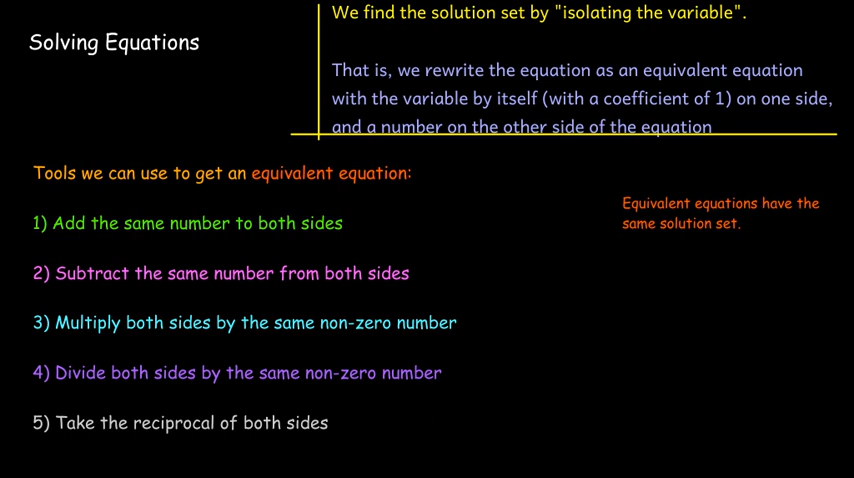 Solving Equations
We find the solution set by "isolating the variable".
That is, we rewrite the equation as an equivalent equation
with the variable by itself (with a coefficient of 1) on one side,
and a number on the other side of the equation
Tools we can use to get an equivalent equation:
Equivalent equations have the
same solution set.
1) Add the same number to both sides
2) Subtract the same number from both sides
3) Multiply both sides by the same non-zero number
4) Divide both sides by the same non-zero number
5) Take the reciprocal of both sides